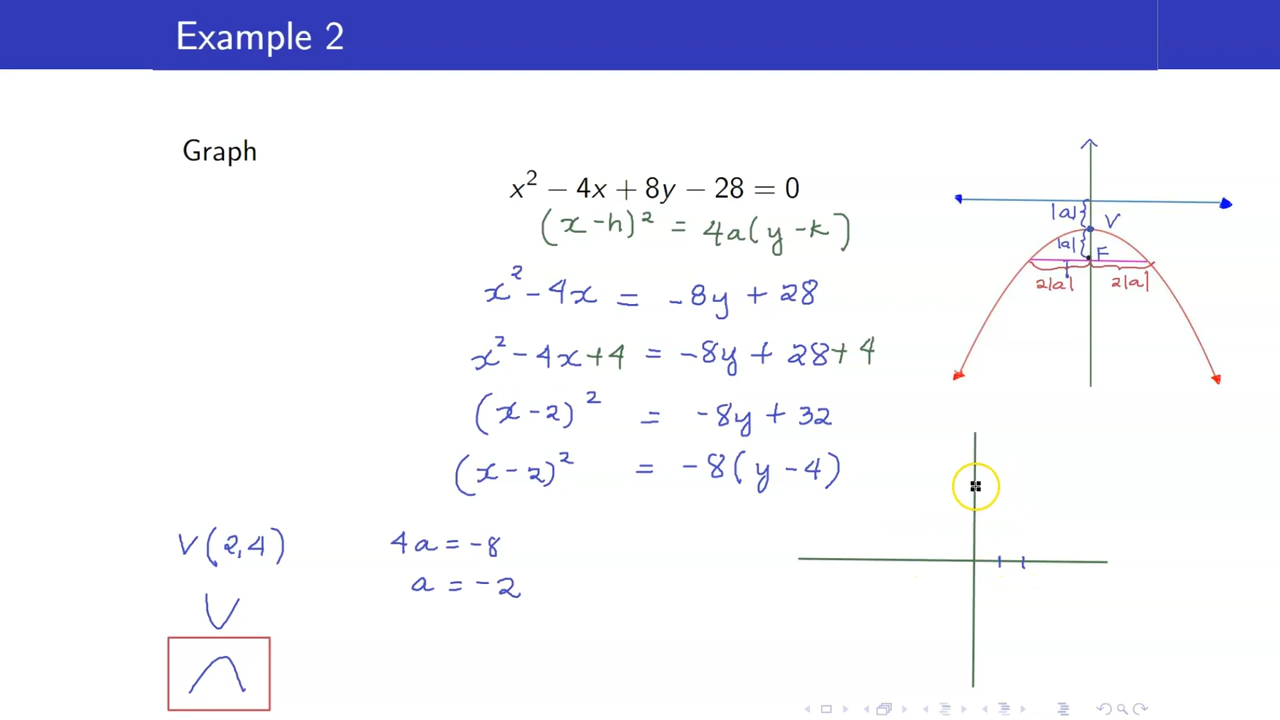 Example 2
Graph
x² − 4x + 8y − 28 = 0
(x - h)² = 4a(y - k)
x² - 4x = -8y + 28
x² - 4x + 4 = -8y + 28 + 4
(x - 2)² = -8y + 32
(x - 2)² = -8(y - 4)
V(2,4)
4a = -8
a = -2
|a|
V
|a|
F
2|a|
2|a|